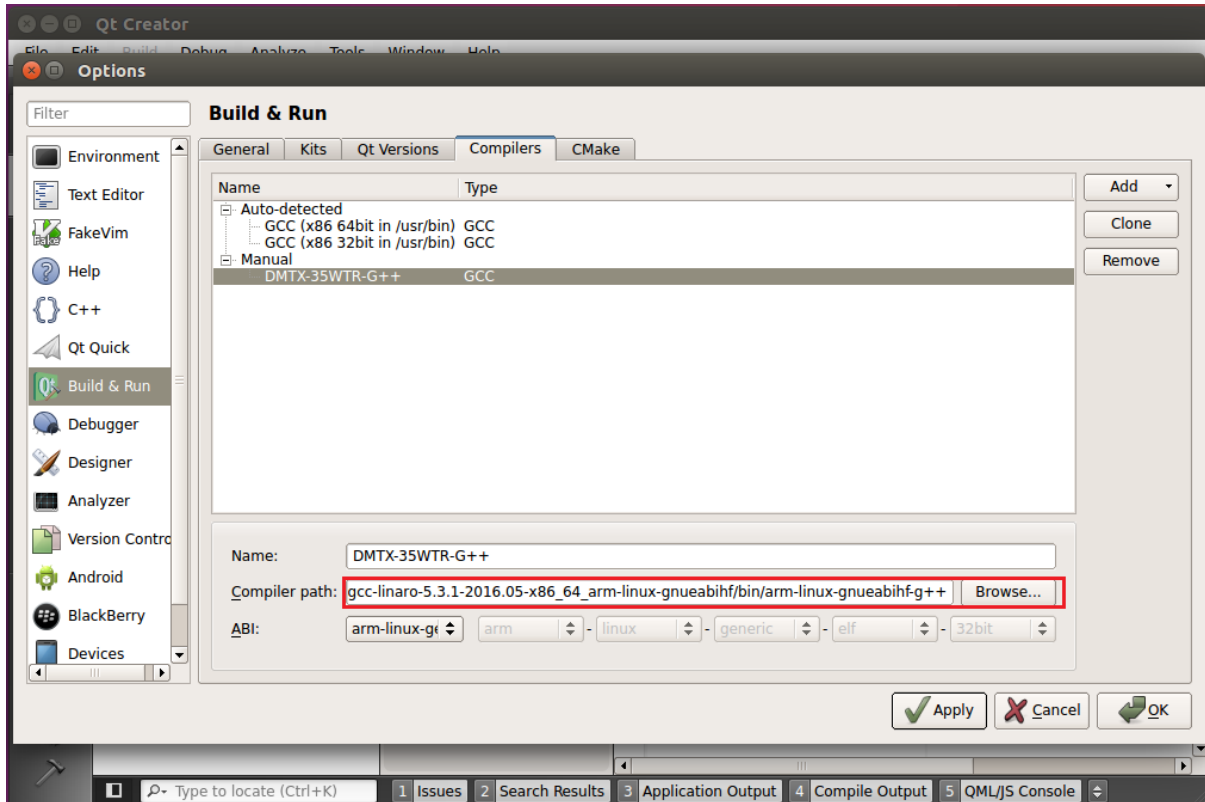 Qt Creator
File Edit Build Debug Analyze Tools Window Help
Options
Filter
Build & Run
Environment
Text Editor
FakeVim
Help
C++
Qt Quick
Build & Run
Debugger
Designer
Analyzer
Version Contro
Android
BlackBerry
Devices
General Kits Qt Versions Compilers CMake
Name Type
Auto-detected
GCC (x86 64bit in /usr/bin) GCC
GCC (x86 32bit in /usr/bin) GCC
Manual
DMTX-35WTR-G++ GCC
Add
Clone
Remove
Name: DMTX-35WTR-G++
Compiler path: gcc-linaro-5.3.1-2016.05-x86_64_arm-linux-gnueabihf/bin/arm-linux-gnueabihf-g++ Browse...
ABI: arm-linux-ge arm - linux - generic - elf - 32bit
Apply Cancel OK
Type to locate (Ctrl+K) 1 Issues 2 Search Results 3 Application Output 4 Compile Output 5 QML/JS Console